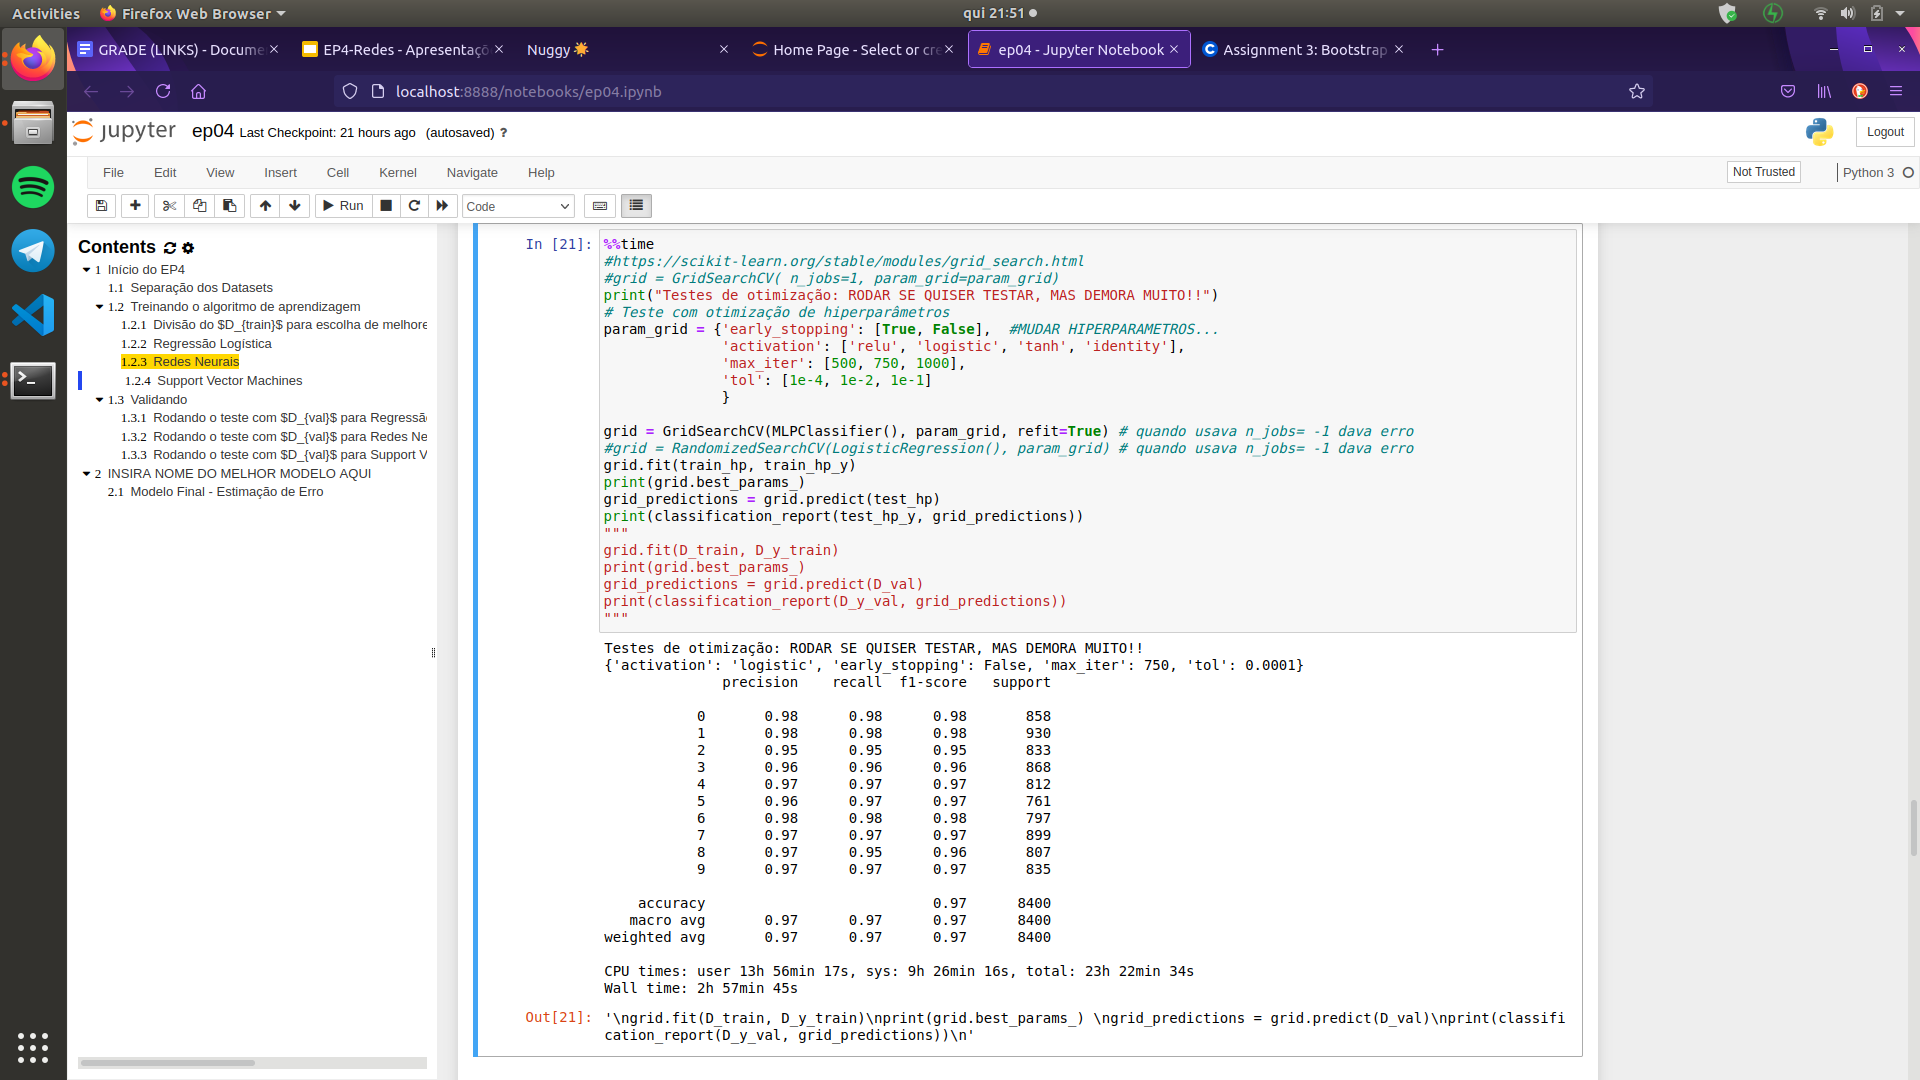 Activities
Firefox Web Browser
qui 21:51
GRADE (LINKS) - Docume
EP4-Redes - Apresentaçõ
Nuggy
Home Page - Select or cre
ep04 - Jupyter Notebook
Assignment 3: Bootstrap
localhost:8888/notebooks/ep04.ipynb
jupyter
ep04 Last Checkpoint: 21 hours ago (autosaved) ?
Logout
File Edit View Insert Cell Kernel Navigate Help
Not Trusted
Python 3
Run
Code
Contents
1 Início do EP4
1.1 Separação dos Datasets
1.2 Treinando o algoritmo de aprendizagem
1.2.1 Divisão do $D_{train}$ para escolha de melhore
1.2.2 Regressão Logística
1.2.3 Redes Neurais
1.2.4 Support Vector Machines
1.3 Validando
1.3.1 Rodando o teste com $D_{val}$ para Regressã
1.3.2 Rodando o teste com $D_{val}$ para Redes Ne
1.3.3 Rodando o teste com $D_{val}$ para Support V
2 INSIRA NOME DO MELHOR MODELO AQUI
2.1 Modelo Final - Estimação de Erro
In [21]:
%%time
#https://scikit-learn.org/stable/modules/grid_search.html
#grid = GridSearchCV( n_jobs=1, param_grid=param_grid)
print("Testes de otimização: RODAR SE QUISER TESTAR, MAS DEMORA MUITO!!")
# Teste com otimização de hiperparâmetros
param_grid = {'early_stopping': [True, False],  #MUDAR HIPERPARAMETROS...
'activation': ['relu', 'logistic', 'tanh', 'identity'],
'max_iter': [500, 750, 1000],
'tol': [1e-4, 1e-2, 1e-1]
}
grid = GridSearchCV(MLPClassifier(), param_grid, refit=True) # quando usava n_jobs= -1 dava erro
#grid = RandomizedSearchCV(LogisticRegression(), param_grid) # quando usava n_jobs= -1 dava erro
grid.fit(train_hp, train_hp_y)
print(grid.best_params_)
grid_predictions = grid.predict(test_hp)
print(classification_report(test_hp_y, grid_predictions))
"""
grid.fit(D_train, D_y_train)
print(grid.best_params_)
grid_predictions = grid.predict(D_val)
print(classification_report(D_y_val, grid_predictions))
"""
Testes de otimização: RODAR SE QUISER TESTAR, MAS DEMORA MUITO!!
{'activation': 'logistic', 'early_stopping': False, 'max_iter': 750, 'tol': 0.0001}
precision recall f1-score support
0 0.98 0.98 0.98 858
1 0.98 0.98 0.98 930
2 0.95 0.95 0.95 833
3 0.96 0.96 0.96 868
4 0.97 0.97 0.97 812
5 0.96 0.97 0.97 761
6 0.98 0.98 0.98 797
7 0.97 0.97 0.97 899
8 0.97 0.95 0.96 807
9 0.97 0.97 0.97 835
accuracy 0.97 8400
macro avg 0.97 0.97 0.97 8400
weighted avg 0.97 0.97 0.97 8400
CPU times: user 13h 56min 17s, sys: 9h 26min 16s, total: 23h 22min 34s
Wall time: 2h 57min 45s
Out[21]:
'\ngrid.fit(D_train, D_y_train)\nprint(grid.best_params_) \ngrid_predictions = grid.predict(D_val)\nprint(classifi
cation_report(D_y_val, grid_predictions))\n'